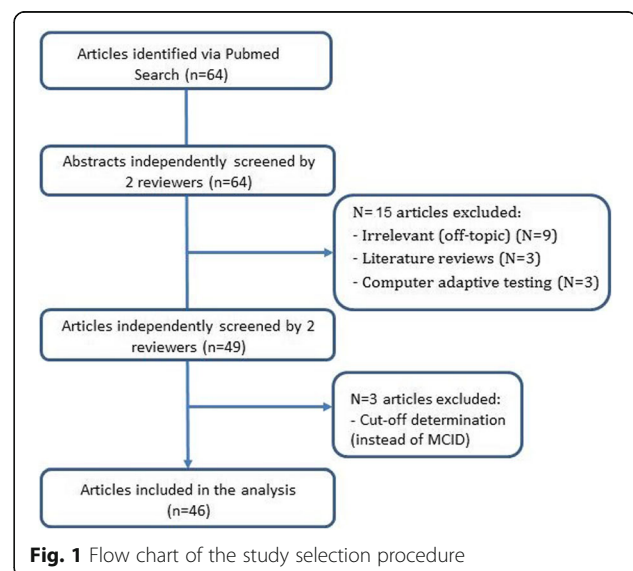 Articles identified via Pubmed
Search (n=64)
Abstracts independently screened by
2 reviewers (n=64)
N= 15 articles excluded:
- Irrelevant (off-topic) (N=9)
- Literature reviews (N=3)
- Computer adaptive testing (N=3)
Articles independently screened by 2
reviewers (n=49)
N=3 articles excluded:
- Cut-off determination
(instead of MCID)
Articles included in the analysis
(n=46)
Fig. 1 Flow chart of the study selection procedure